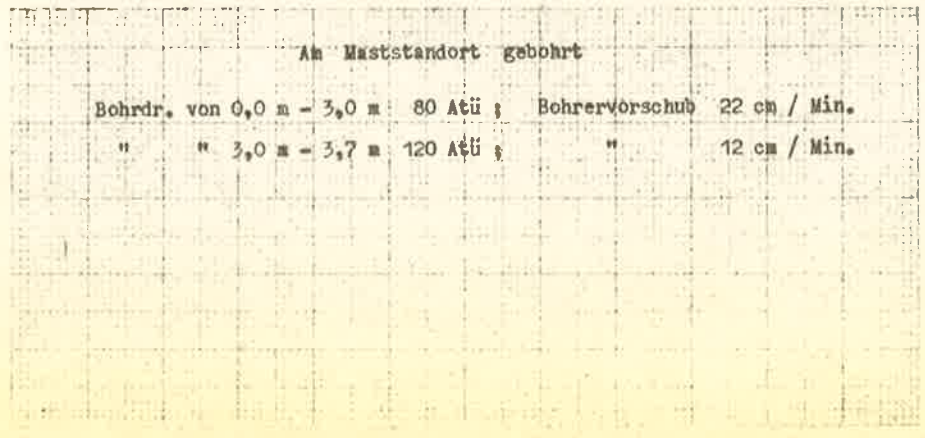 Am Maststandort gebohrt
Bohrdr. von 0,0 m - 3,0 m 80 Atü ; Bohrervorschub 22 cm / Min.
" " 3,0 m - 3,7 m 120 Atü ; " 12 cm / Min.